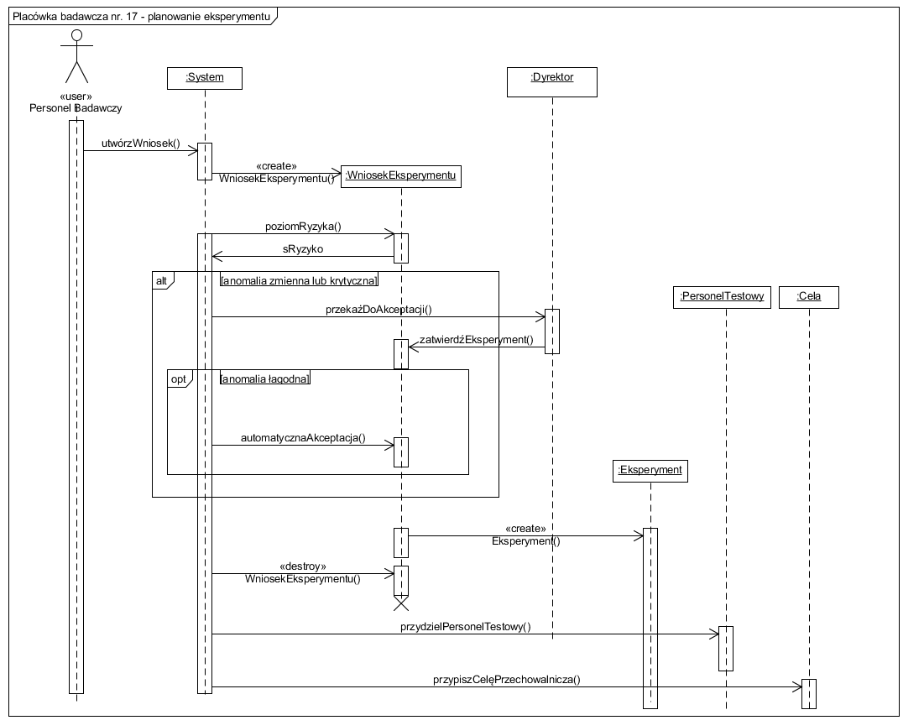 Placówka badawcza nr. 17 - planowanie eksperymentu
:System
:Dyrektor
«user»
Personel Badawczy
utwórzWniosek()
«create»
WniosekEksperymentu()
:WniosekEksperymentu
poziomRyzyka()
sRyzyko
alt
[anomalia zmienna lub krytyczna]
:PersonelTestowy
:Cela
przekażDoAkceptacji()
zatwierdźEksperyment()
opt
[anomalia łagodna]
automatycznaAkceptacja()
:Eksperyment
«create»
Eksperyment()
«destroy»
WniosekEksperymentu()
przydzielPersonelTestowy()
przypiszCelęPrzechowalnicza()